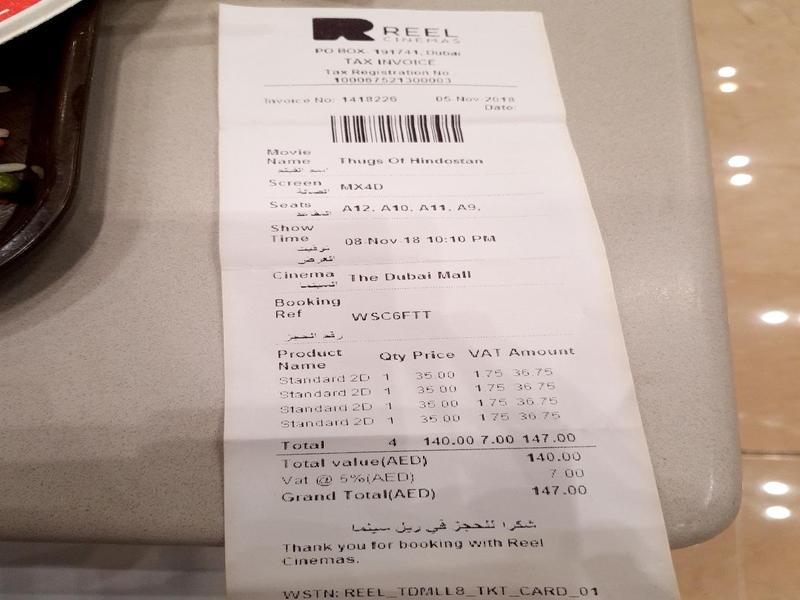 REEL
CINEMAS
PO BOX 191741, Dubai
TAX INVOICE
Tax Registration No
100067521300003
Invoice No: 1418226 05-Nov-2018
Date:
Movie
Name Thugs Of Hindostan
اسم الفيلم
Screen MX4D
الصالة
Seats A12, A10, A11, A9,
المقاعد
Show
Time 08-Nov-18 10:10 PM
توقيت
العرض
Cinema The Dubai Mall
السينما
Booking
Ref WSC6FTT
رقم الحجز
Product
Name Qty Price VAT Amount
Standard 2D 1 35.00 1.75 36.75
Standard 2D 1 35.00 1.75 36.75
Standard 2D 1 35.00 1.75 36.75
Standard 2D 1 35.00 1.75 36.75
Total 4 140.00 7.00 147.00
Total value(AED) 140.00
Vat @ 5%(AED) 7.00
Grand Total(AED) 147.00
شكرا للحجز في ريل سينما
Thank you for booking with Reel
Cinemas.
WSTN: REEL_TDMLL8_TKT_CARD_01